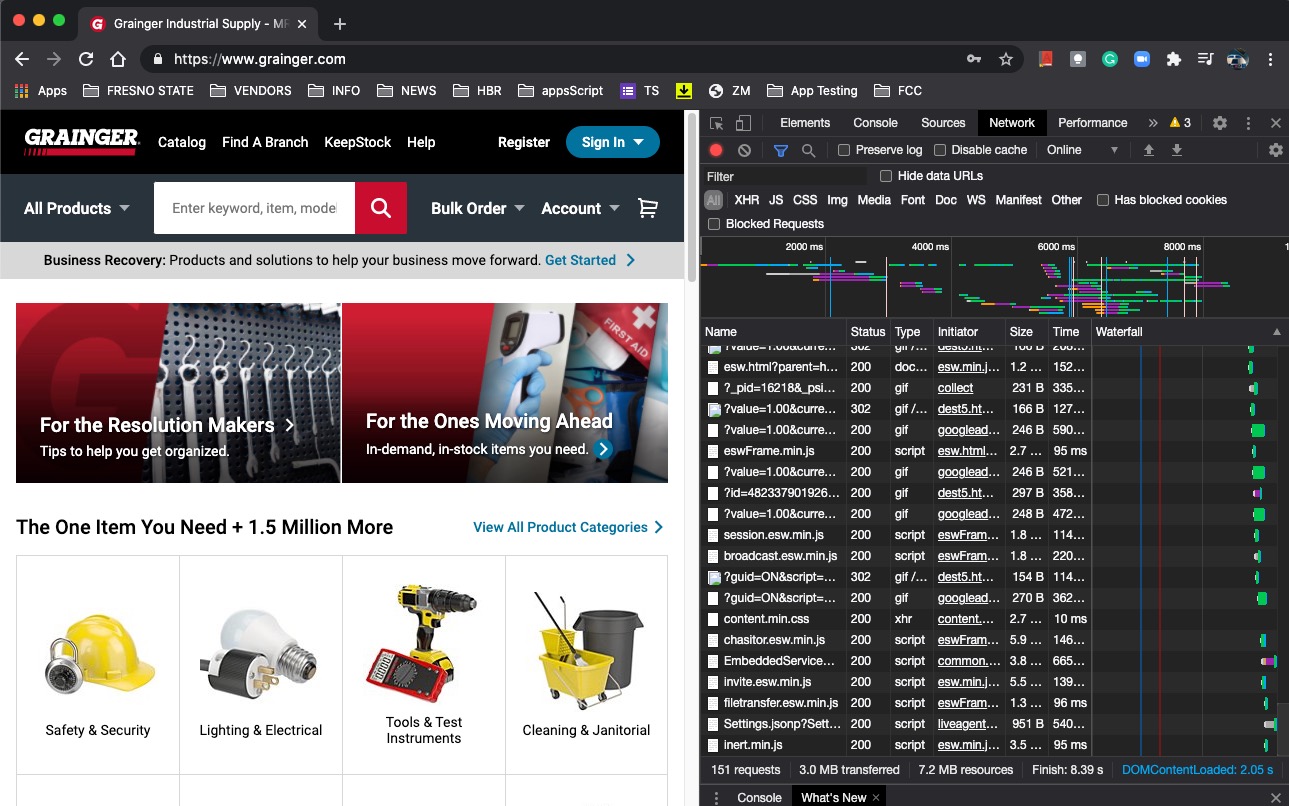 Grainger Industrial Supply - MR
https://www.grainger.com
Apps FRESNO STATE VENDORS INFO NEWS HBR appsScript TS ZM App Testing FCC
GRAINGER Catalog Find A Branch KeepStock Help Register Sign In
All Products Enter keyword, item, model Bulk Order Account
Business Recovery: Products and solutions to help your business move forward. Get Started
FIRST AID
For the Resolution Makers
Tips to help you get organized.
For the Ones Moving Ahead
In-demand, in-stock items you need.
The One Item You Need + 1.5 Million More View All Product Categories
Safety & Security
Lighting & Electrical
Tools & Test
Instruments
Cleaning & Janitorial
Elements Console Sources Network Performance » 3
Preserve log Disable cache Online
Filter Hide data URLs
All XHR JS CSS Img Media Font Doc WS Manifest Other Has blocked cookies
Blocked Requests
2000 ms 4000 ms 6000 ms 8000 ms 1
Name Status Type Initiator Size Time Waterfall
?value=1.00&curre... 302 gif /... dest5.ht... 166 B
esw.html?parent=h... 200 doc... esw.min.j... 1.2 ... 152...
?_pid=16218&_psi... 200 gif collect 231 B 335...
?value=1.00&curre... 302 gif /... dest5.ht... 166 B 127...
?value=1.00&curre... 200 gif googlead... 246 B 590...
eswFrame.min.js 200 script esw.html... 2.7 ... 95 ms
?value=1.00&curre... 200 gif googlead... 246 B 521...
?id=482337901926... 200 gif dest5.ht... 297 B 358...
?value=1.00&curre... 200 gif googlead... 248 B 472...
session.esw.min.js 200 script eswFram... 1.8 ... 114...
broadcast.esw.min.js 200 script eswFram... 1.8 ... 220...
?guid=ON&script=... 302 gif /... dest5.ht... 154 B 114...
?guid=ON&script=... 200 gif googlead... 270 B 362...
content.min.css 200 xhr content.... 2.7 ... 10 ms
chasitor.esw.min.js 200 script eswFram... 5.9 ... 146...
EmbeddedService... 200 script common.... 3.8 ... 665...
invite.esw.min.js 200 script esw.min.j... 5.5 ... 139...
filetransfer.esw.min.js 200 script eswFram... 1.3 ... 96 ms
Settings.jsonp?Sett... 200 script liveagent... 951 B 540...
inert.min.js 200 script esw.min.j... 3.5 ... 95 ms
151 requests 3.0 MB transferred 7.2 MB resources Finish: 8.39 s DOMContentLoaded: 2.05 s
Console What's New